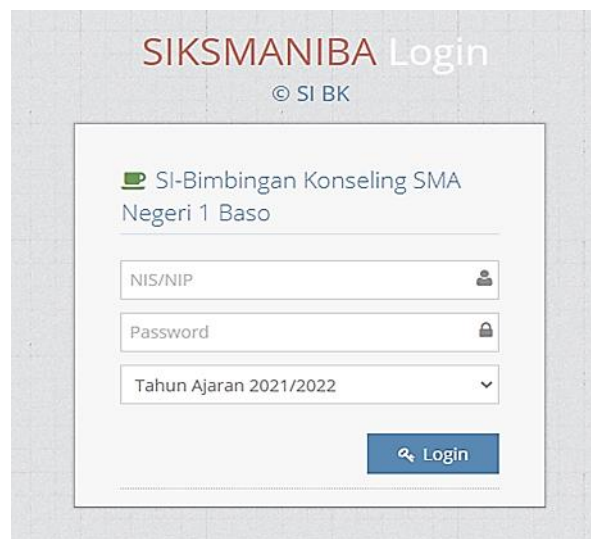 SIKSMANIBA Login
© SI BK
SI-Bimbingan Konseling SMA
Negeri 1 Baso
NIS/NIP
Password
Tahun Ajaran 2021/2022
Login